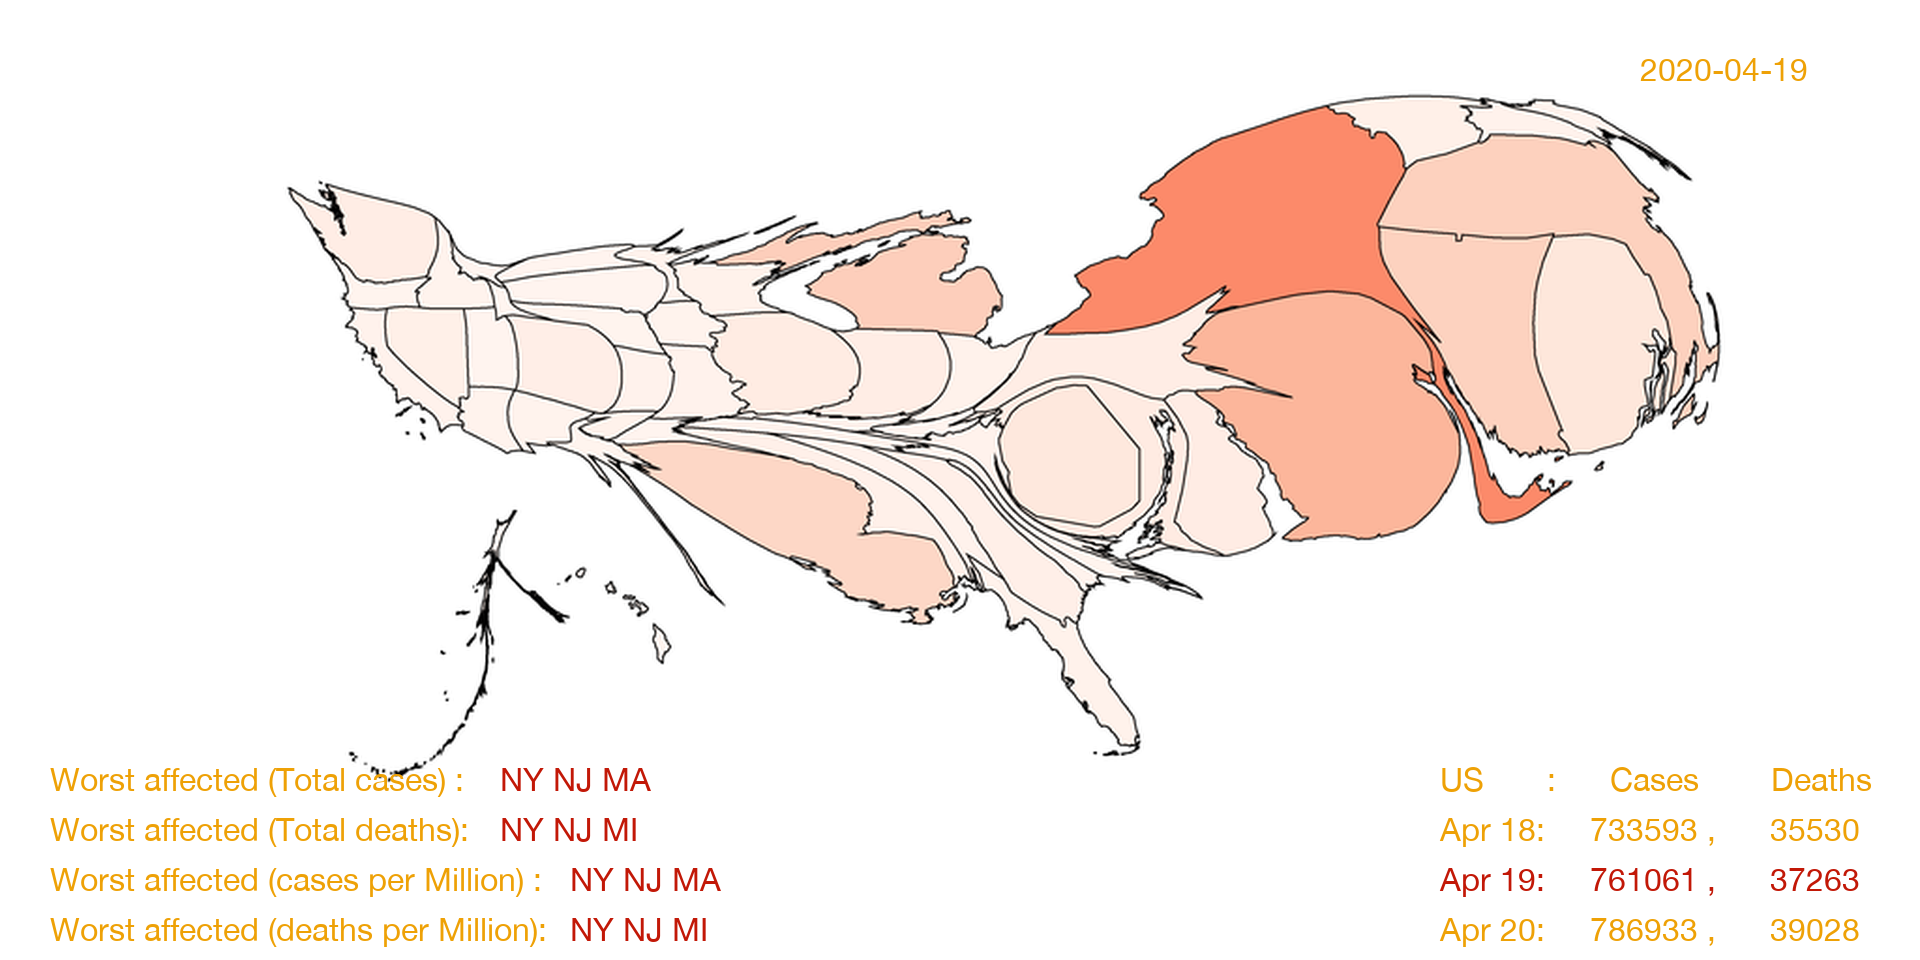 2020-04-19
Worst affected (Total cases) : NY NJ MA
Worst affected (Total deaths): NY NJ MI
Worst affected (cases per Million) : NY NJ MA
Worst affected (deaths per Million): NY NJ MI
US : Cases Deaths
Apr 18: 733593 , 35530
Apr 19: 761061 , 37263
Apr 20: 786933 , 39028